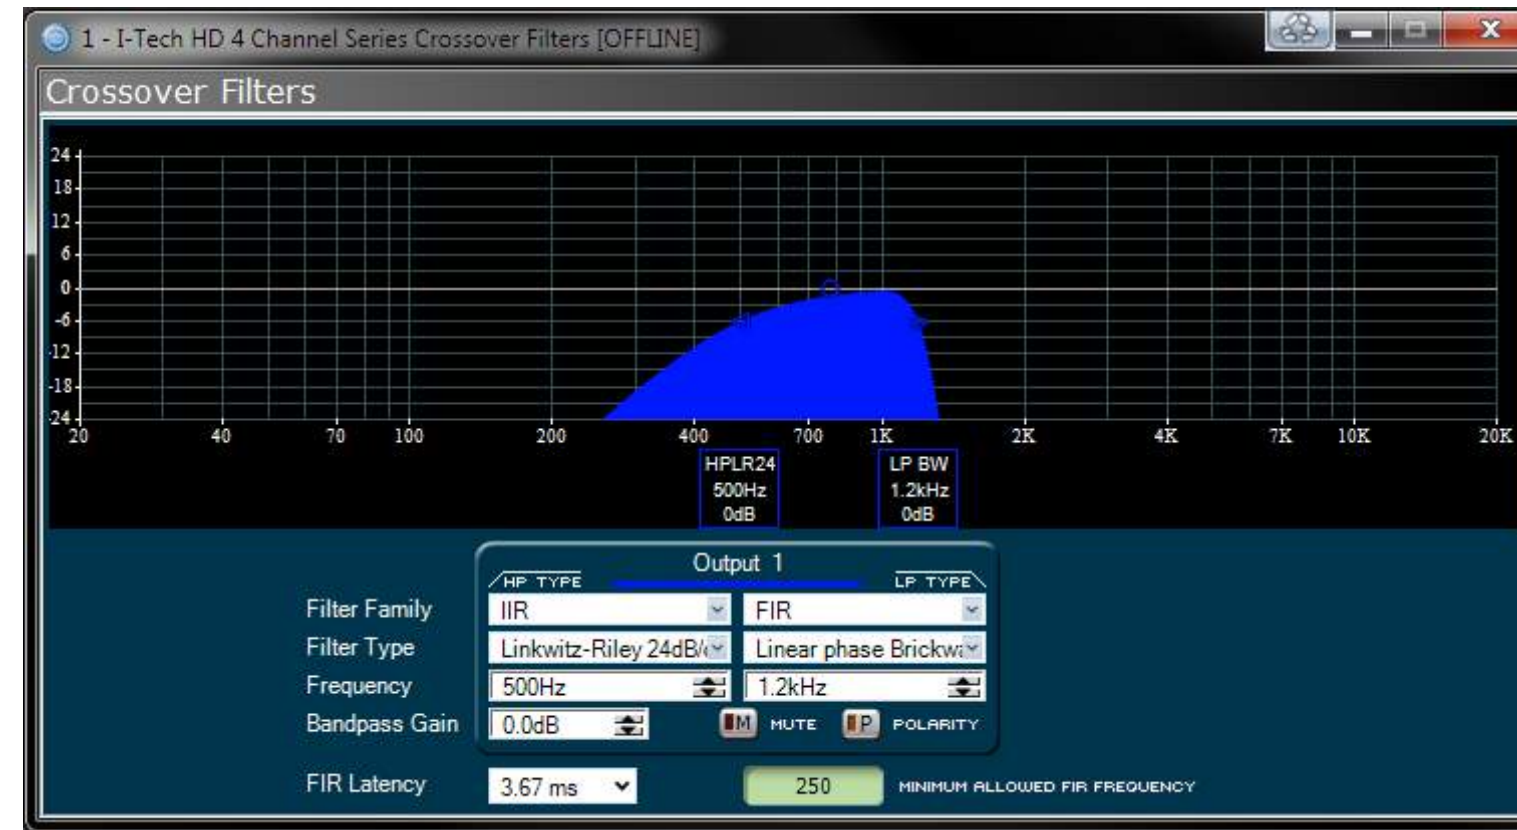 1 - I-Tech HD 4 Channel Series Crossover Filters [OFFLINE]
Crossover Filters
24
18
12
6
0
-6
-12
-18
-24
20 40 70 100 200 400 700 1K 2K 4K 7K 10K 20K
HPLR24 LP BW
500Hz 1.2kHz
0dB 0dB
Output 1
HP TYPE LP TYPE
Filter Family IIR FIR
Filter Type Linkwitz-Riley 24dB/ Linear phase Brickwa
Frequency 500Hz 1.2kHz
Bandpass Gain 0.0dB M MUTE P POLARITY
FIR Latency 3.67 ms 250 MINIMUM ALLOWED FIR FREQUENCY